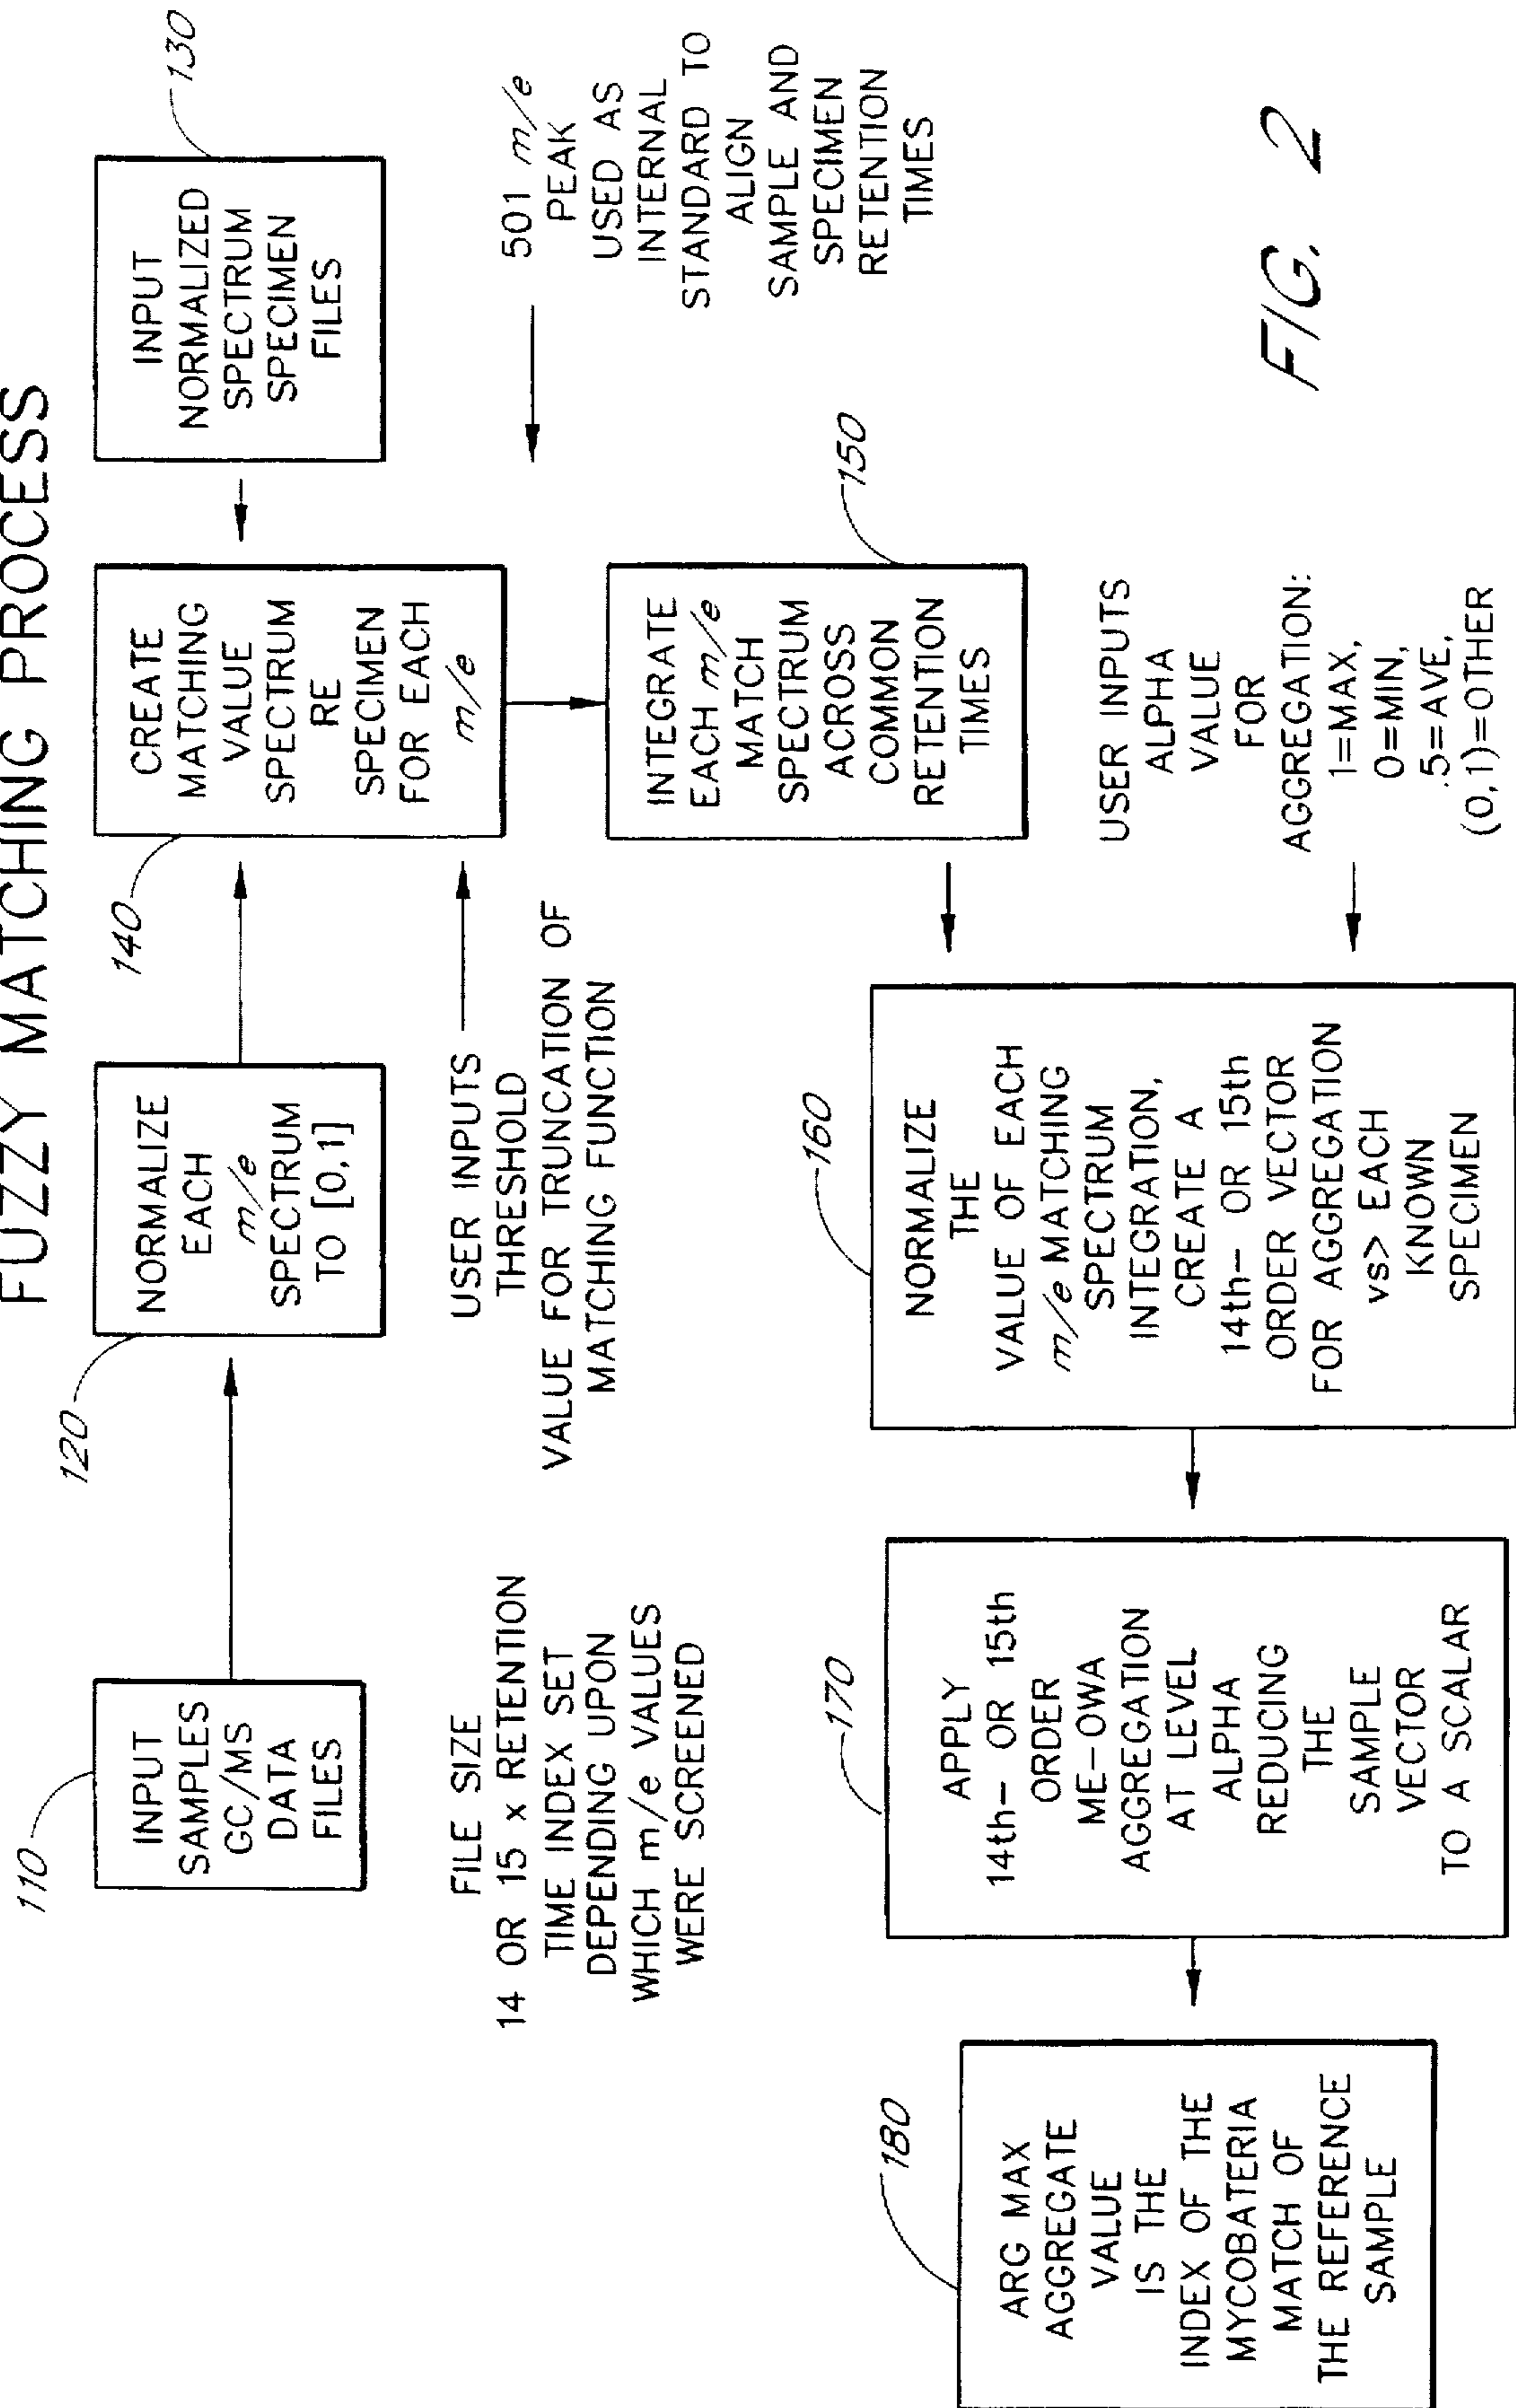 FUZZY MATCHING PROCESS
110
INPUT
SAMPLES
GC/MS
DATA
FILES
120
NORMALIZE
EACH
m/e
SPECTRUM
TO [0,1]
140
CREATE
MATCHING
VALUE
SPECTRUM
RE
SPECIMEN
FOR EACH
m/e
130
INPUT
NORMALIZED
SPECTRUM
SPECIMEN
FILES
FILE SIZE
14 OR 15 x RETENTION
TIME INDEX SET
DEPENDING UPON
WHICH m/e VALUES
WERE SCREENED
USER INPUTS
THRESHOLD
VALUE FOR TRUNCATION OF
MATCHING FUNCTION
501 m/e
PEAK
USED AS
INTERNAL
STANDARD TO
ALIGN
SAMPLE AND
SPECIMEN
RETENTION
TIMES
150
INTEGRATE
EACH m/e
MATCH
SPECTRUM
ACROSS
COMMON
RETENTION
TIMES
USER INPUTS
ALPHA
VALUE
FOR
AGGREGATION:
1=MAX,
0=MIN,
.5=AVE,
(0,1)=OTHER
160
NORMALIZE
THE
VALUE OF EACH
m/e MATCHING
SPECTRUM
INTEGRATION,
CREATE A
14th- OR 15th
ORDER VECTOR
FOR AGGREGATION
vs> EACH
KNOWN
SPECIMEN
170
APPLY
14th- OR 15th
ORDER
ME-OWA
AGGREGATION
AT LEVEL
ALPHA
REDUCING
THE
SAMPLE
VECTOR
TO A SCALAR
180
ARG MAX
AGGREGATE
VALUE
IS THE
INDEX OF THE
MYCOBATERIA
MATCH OF
THE REFERENCE
SAMPLE
FIG. 2